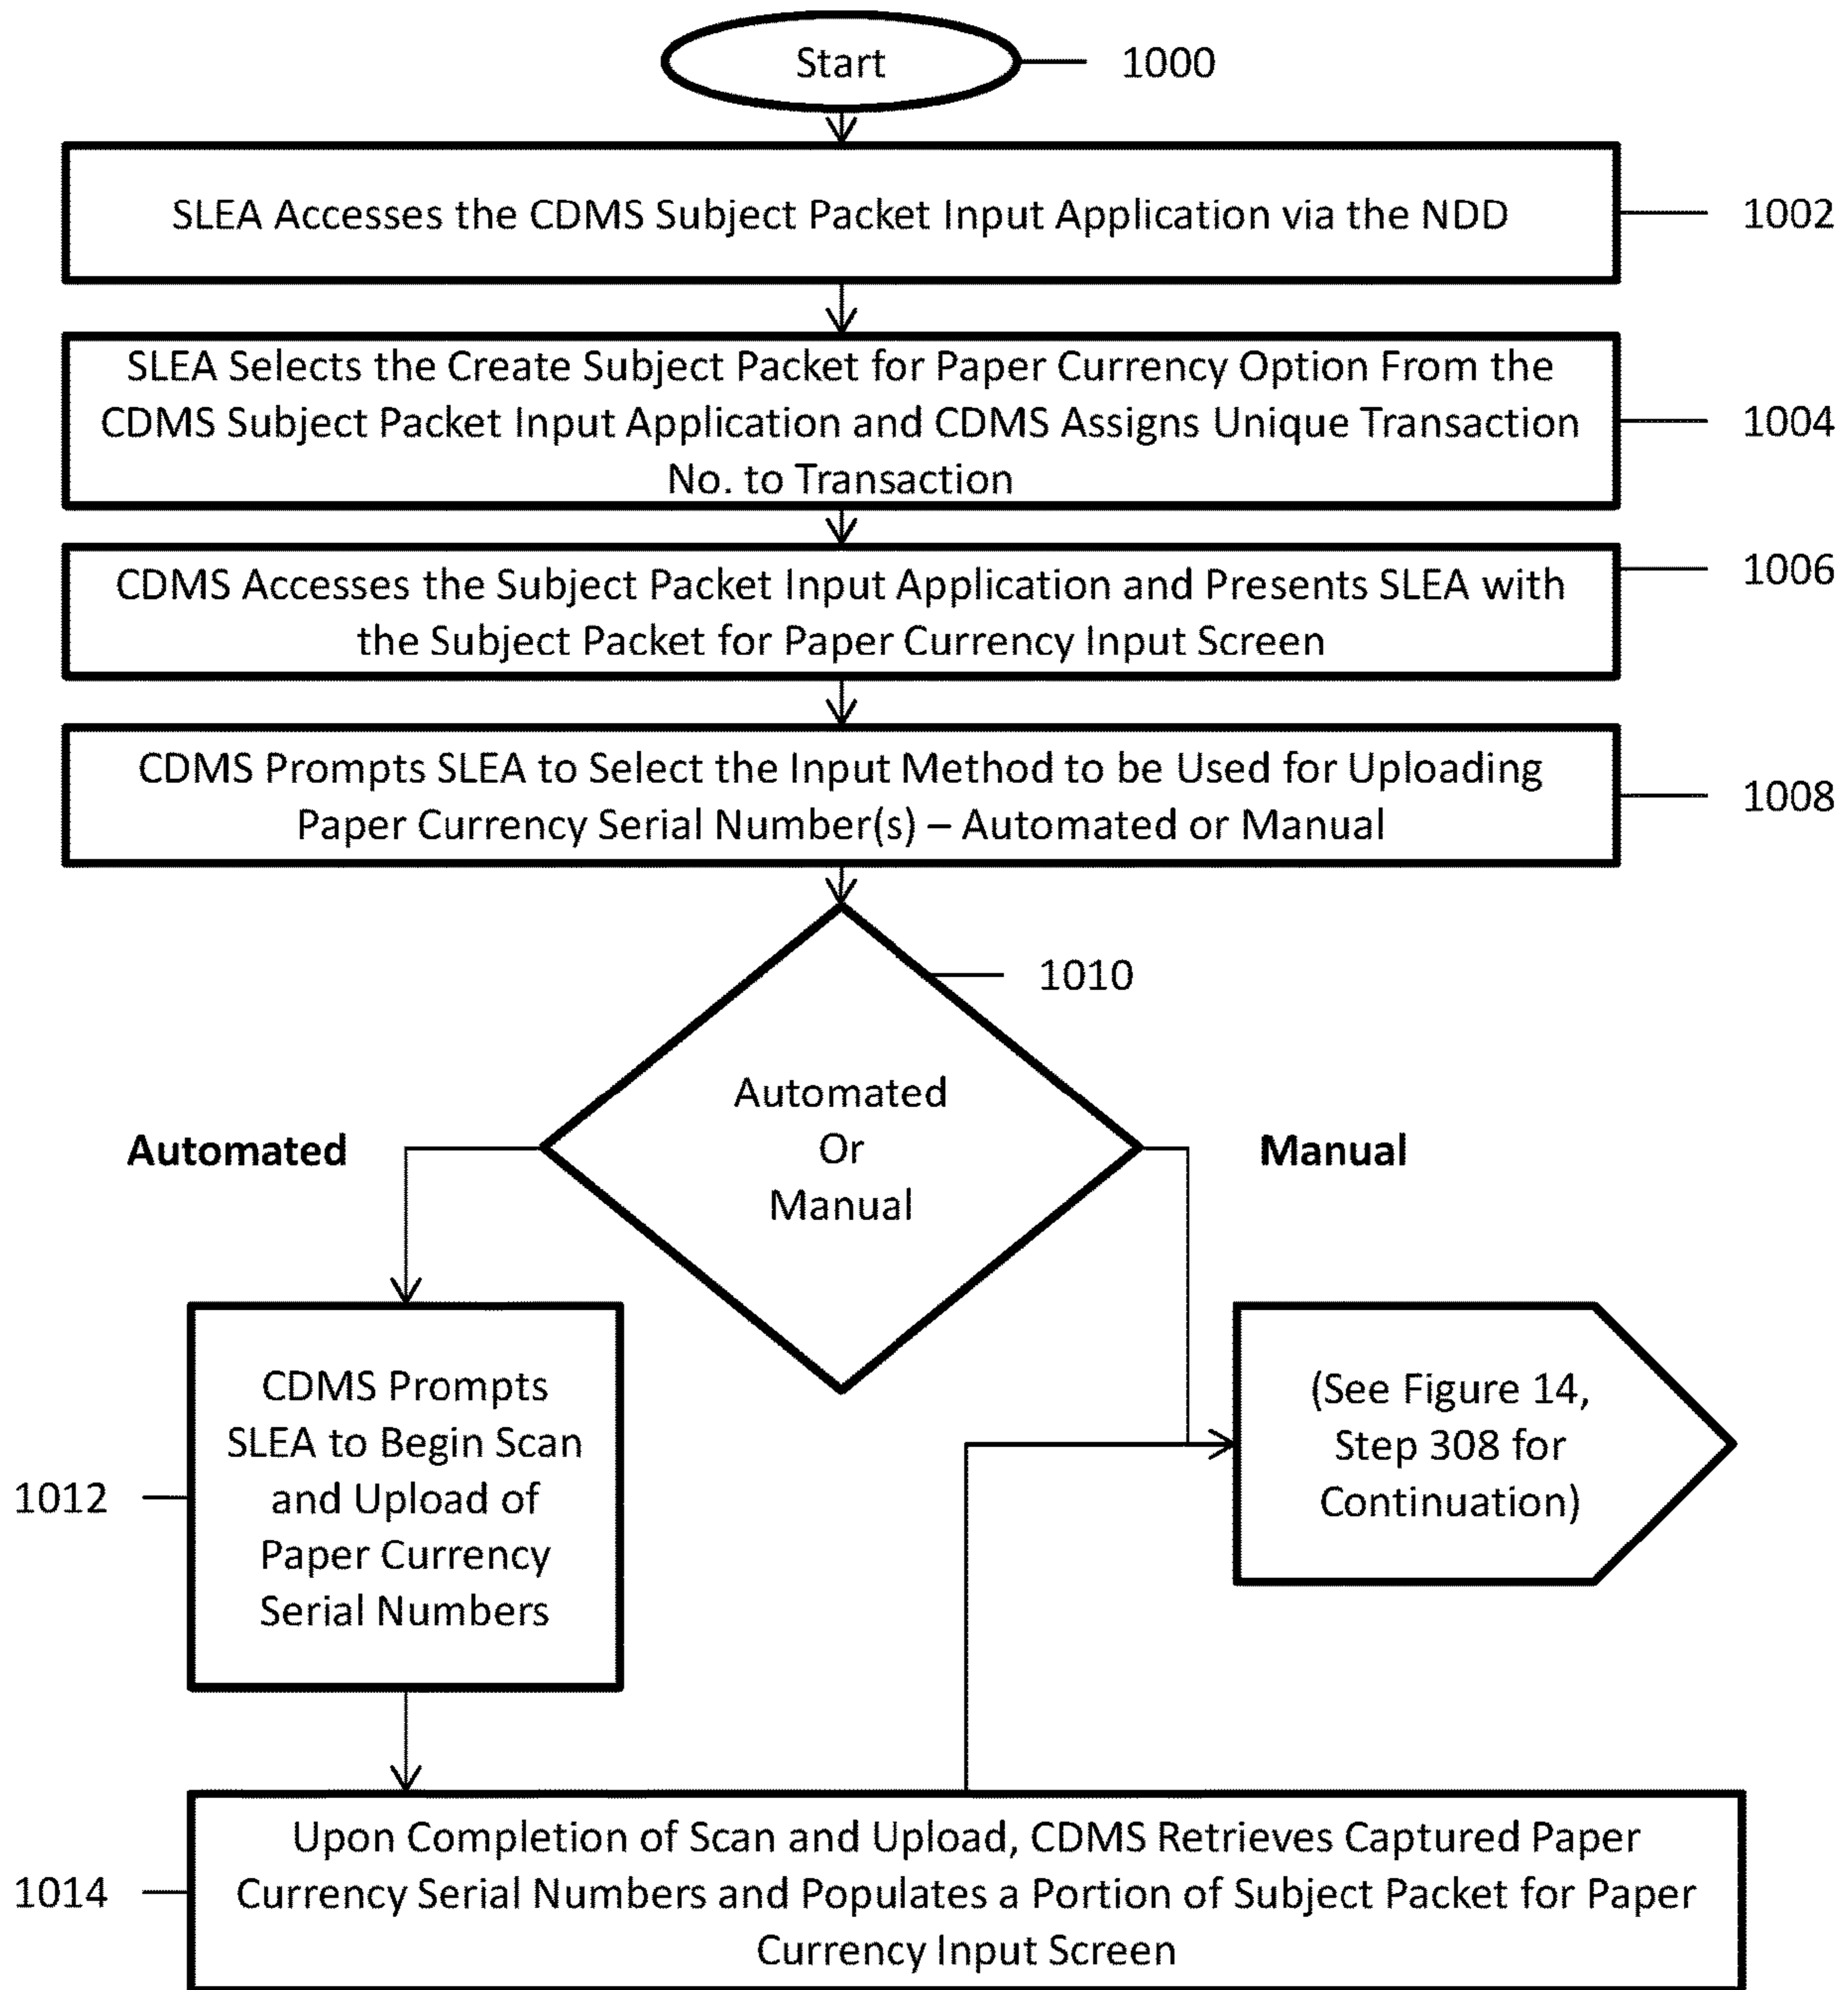 Start
1000
SLEA Accesses the CDMS Subject Packet Input Application via the NDD
1002
SLEA Selects the Create Subject Packet for Paper Currency Option From the
CDMS Subject Packet Input Application and CDMS Assigns Unique Transaction
No. to Transaction
1004
CDMS Accesses the Subject Packet Input Application and Presents SLEA with
the Subject Packet for Paper Currency Input Screen
1006
CDMS Prompts SLEA to Select the Input Method to be Used for Uploading
Paper Currency Serial Number(s) – Automated or Manual
1008
1010
Automated
Or
Manual
Automated
Manual
CDMS Prompts
SLEA to Begin Scan
and Upload of
Paper Currency
Serial Numbers
1012
(See Figure 14,
Step 308 for
Continuation)
Upon Completion of Scan and Upload, CDMS Retrieves Captured Paper
Currency Serial Numbers and Populates a Portion of Subject Packet for Paper
Currency Input Screen
1014